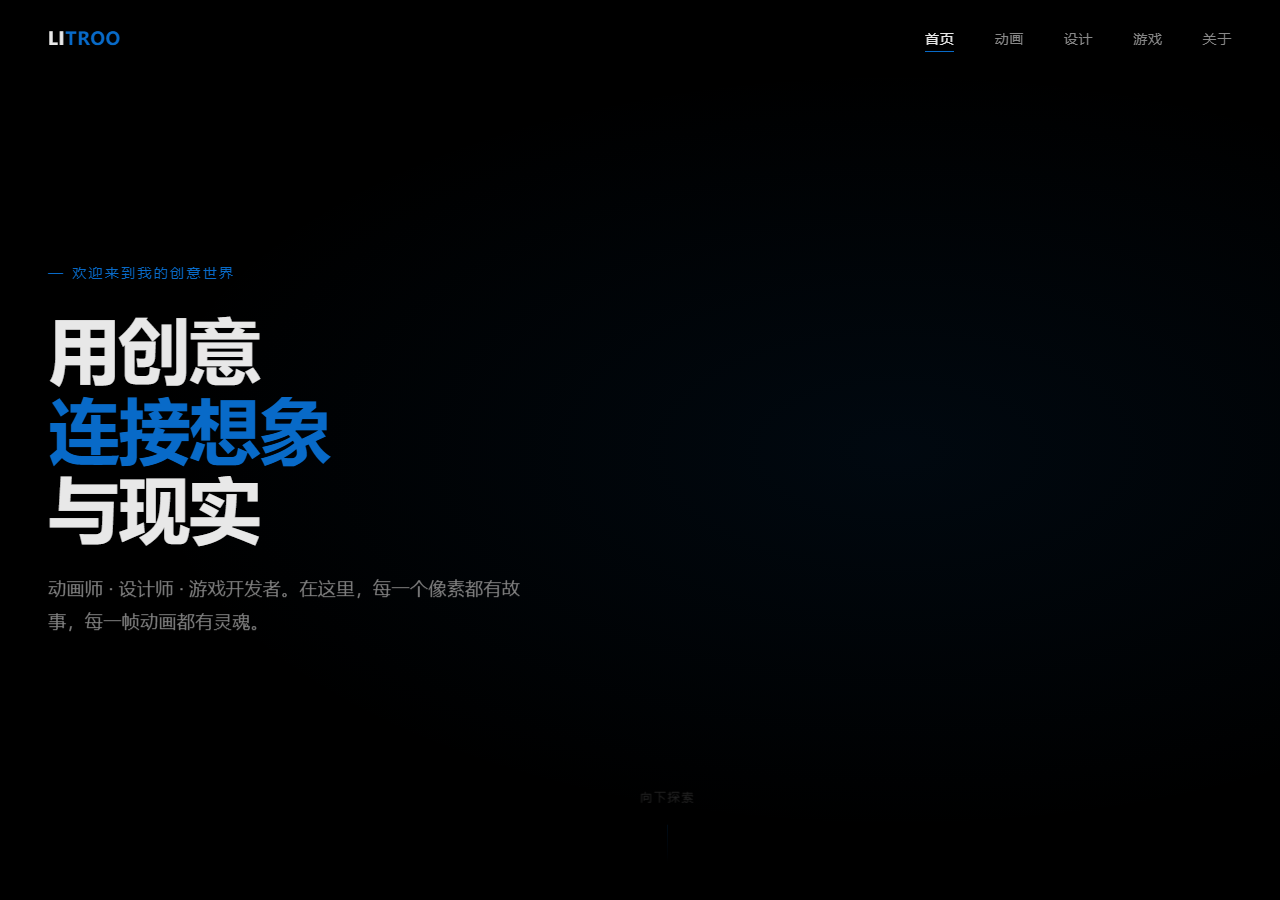 LITROO
首页 动画 设计 游戏 关于
— 欢迎来到我的创意世界
用创意
连接想象
与现实
动画师 · 设计师 · 游戏开发者。在这里，每一个像素都有故
事，每一帧动画都有灵魂。
向下探索